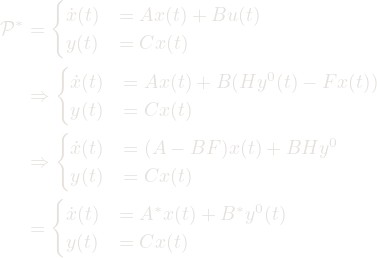 𝒫* = { ẋ(t) = Ax(t) + Bu(t)
y(t) = Cx(t)
⇒ { ẋ(t) = Ax(t) + B(Hy⁰(t) − Fx(t))
y(t) = Cx(t)
⇒ { ẋ(t) = (A − BF)x(t) + BHy⁰
y(t) = Cx(t)
= { ẋ(t) = A*x(t) + B*y⁰(t)
y(t) = Cx(t)